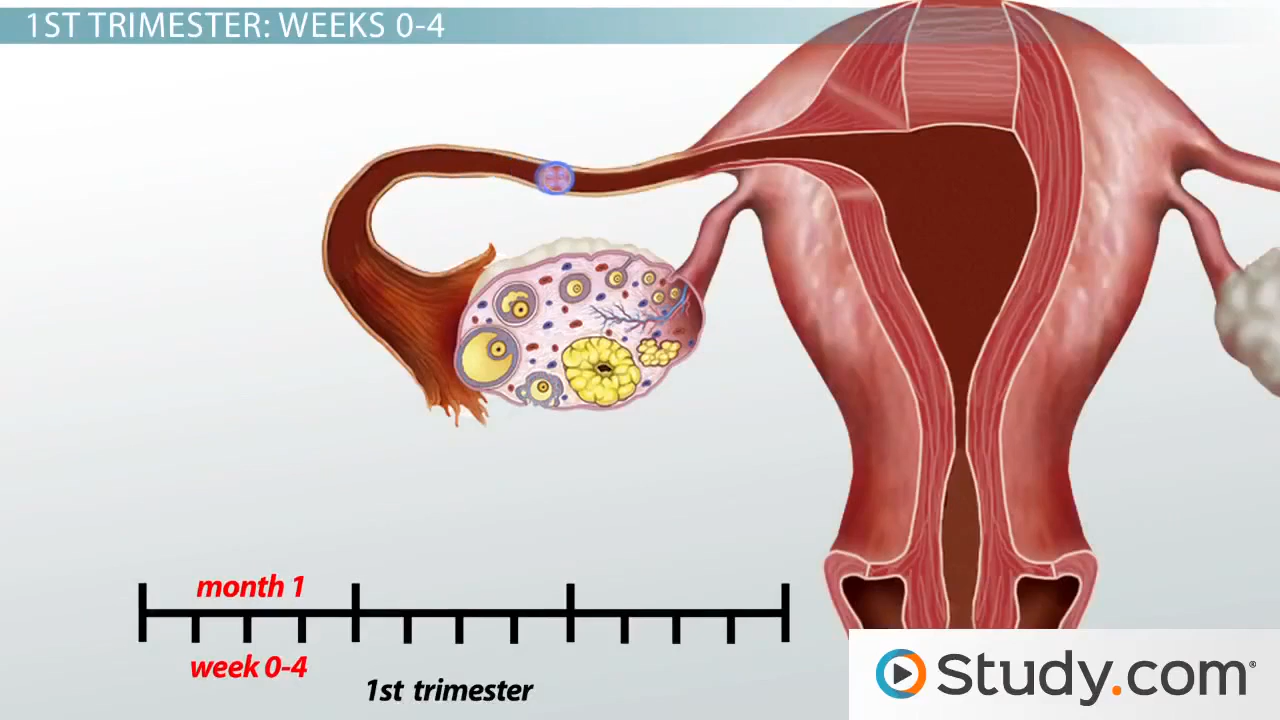 1ST TRIMESTER: WEEKS 0-4
month 1
week 0-4
1st trimester
Study.com®